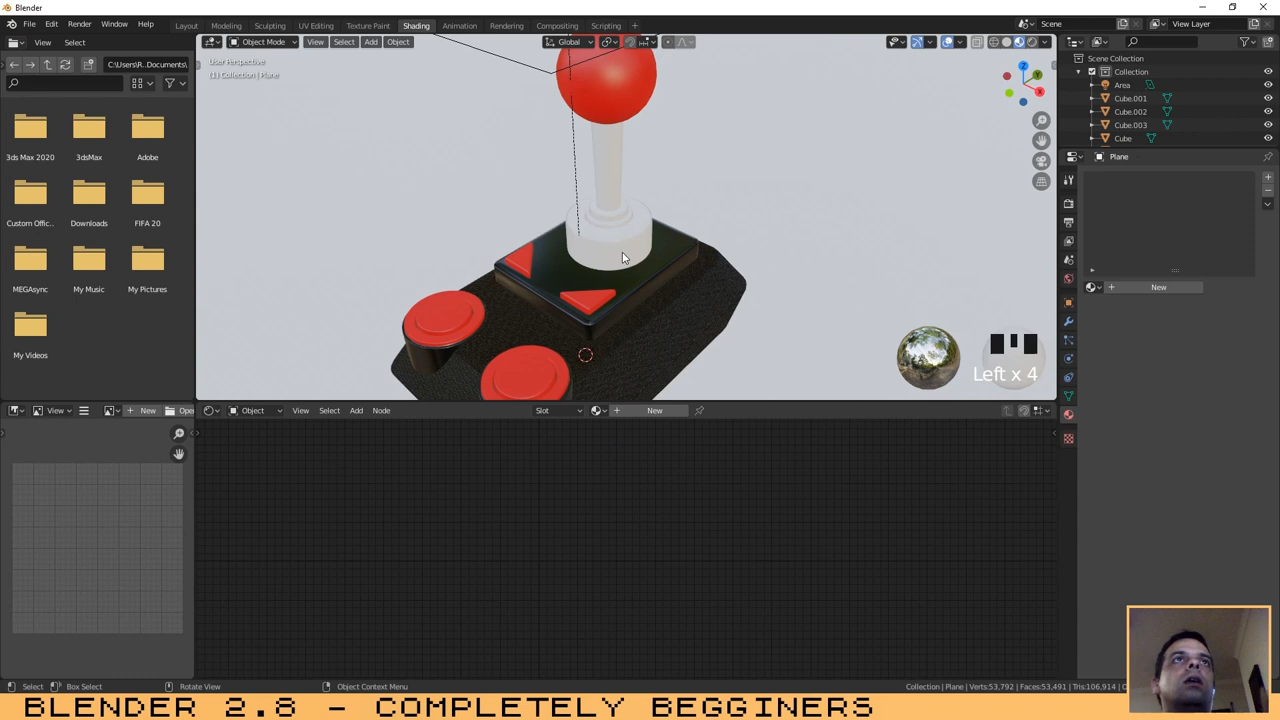 Blender
File Edit Render Window Help Layout Modeling Sculpting UV Editing Texture Paint Shading Animation Rendering Compositing Scripting + Scene View Layer
View Select Object Mode View Select Add Object Global
C:\Users\R..Documents\
User Perspective
(1) Collection | Plane
3ds Max 2020 3dsMax Adobe
Custom Offic.. Downloads FIFA 20
MEGAsync My Music My Pictures
My Videos
Scene Collection
Collection
Area
Cube.001
Cube.002
Cube.003
Cube
Plane
New
X
Y
Z
Left x 4
View New Open Object View Select Add Node Slot New
Select Box Select Rotate View Object Context Menu Collection | Plane | Verts:53,792 | Faces:53,491 | Tris:106,914
BLENDER 2.8 - COMPLETELY BEGGINERS